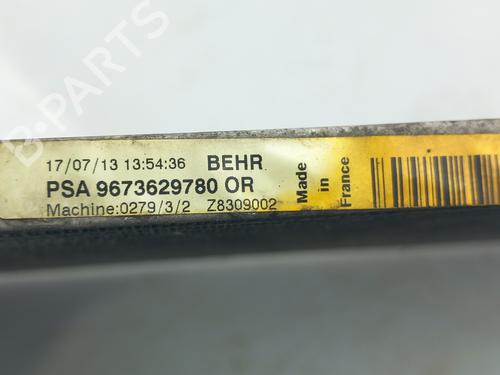 B-PARTS
17/07/13 13:54:36 BEHR
PSA 9673629780 OR
Machine:0279/3/2 Z8309002
Made
in
France